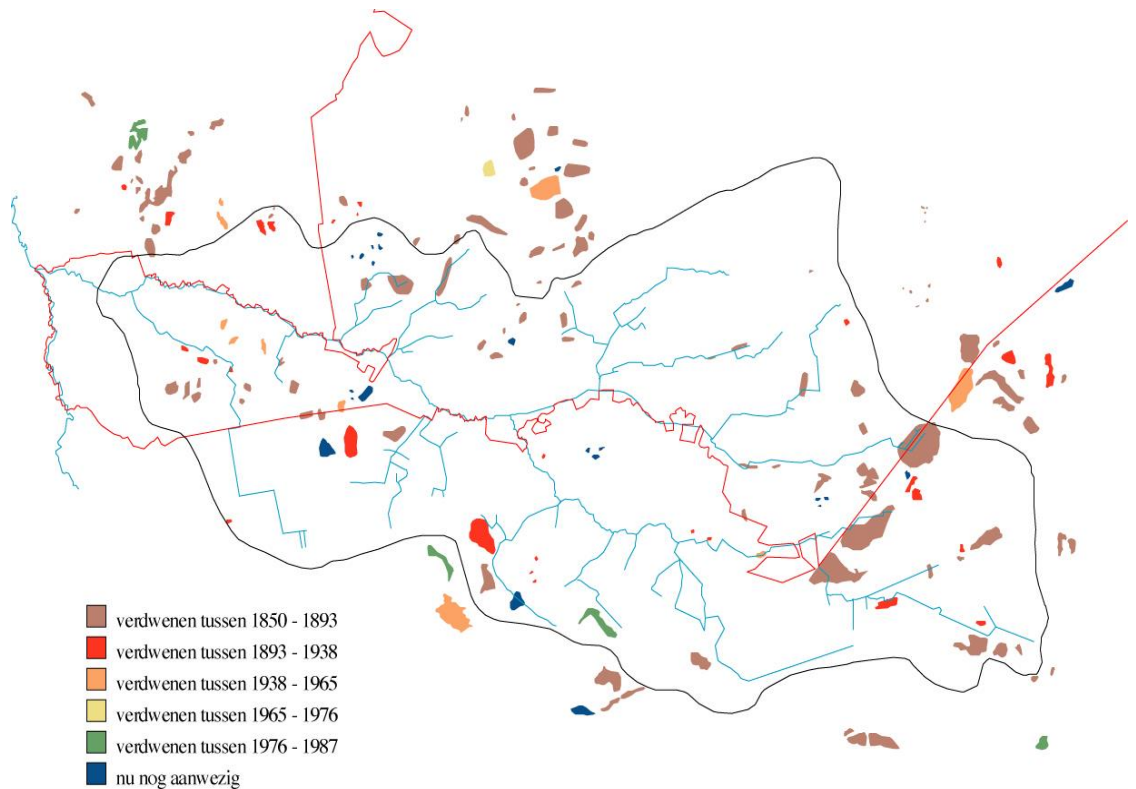 verdwenen tussen 1850 - 1893
verdwenen tussen 1893 - 1938
verdwenen tussen 1938 - 1965
verdwenen tussen 1965 - 1976
verdwenen tussen 1976 - 1987
nu nog aanwezig